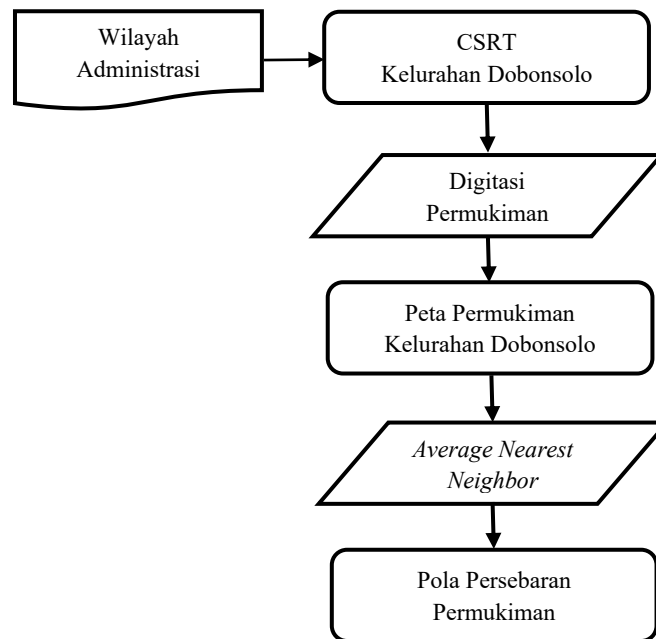 Wilayah
Administrasi
CSRT
Kelurahan Dobonsolo
Digitasi
Permukiman
Peta Permukiman
Kelurahan Dobonsolo
Average Nearest
Neighbor
Pola Persebaran
Permukiman